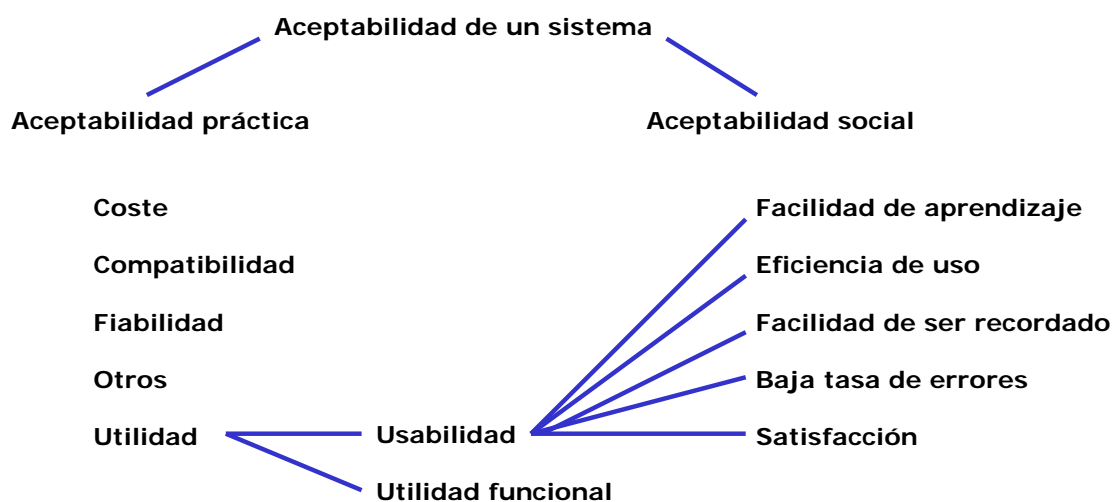 Aceptabilidad de un sistema
Aceptabilidad práctica
Aceptabilidad social
Coste
Facilidad de aprendizaje
Compatibilidad
Eficiencia de uso
Fiabilidad
Facilidad de ser recordado
Otros
Baja tasa de errores
Utilidad
Usabilidad
Satisfacción
Utilidad funcional